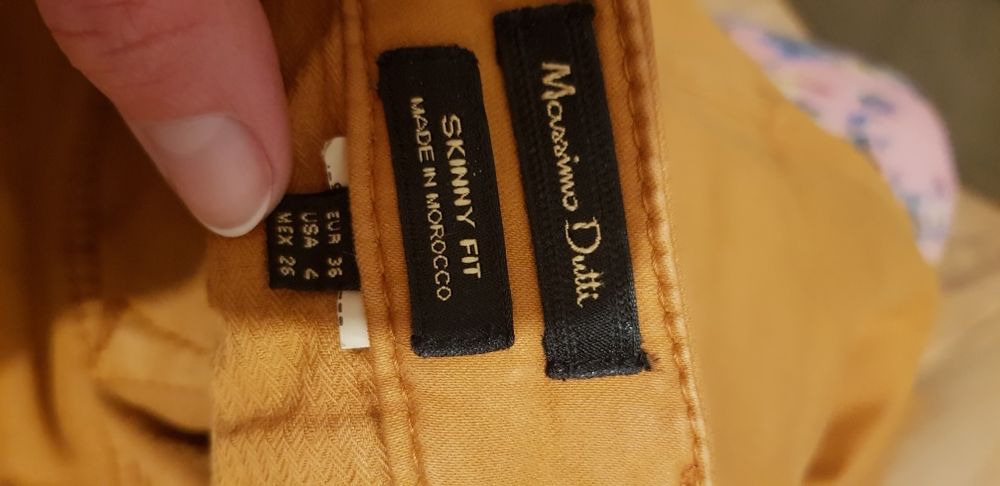 Massimo Dutti
SKINNY FIT
MADE IN MOROCCO
EUR 36
USA 4
MEX 26